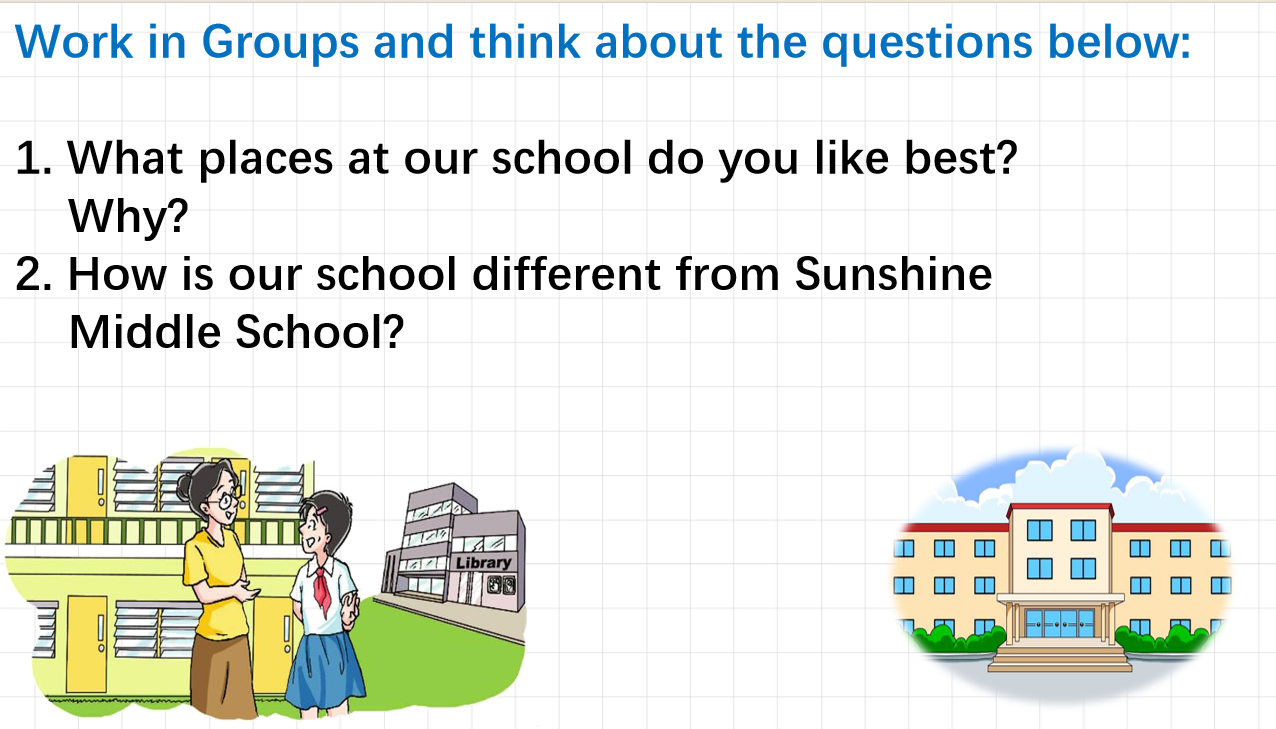 Work in Groups and think about the questions below:
1. What places at our school do you like best?
Why?
2. How is our school different from Sunshine
Middle School?
Library